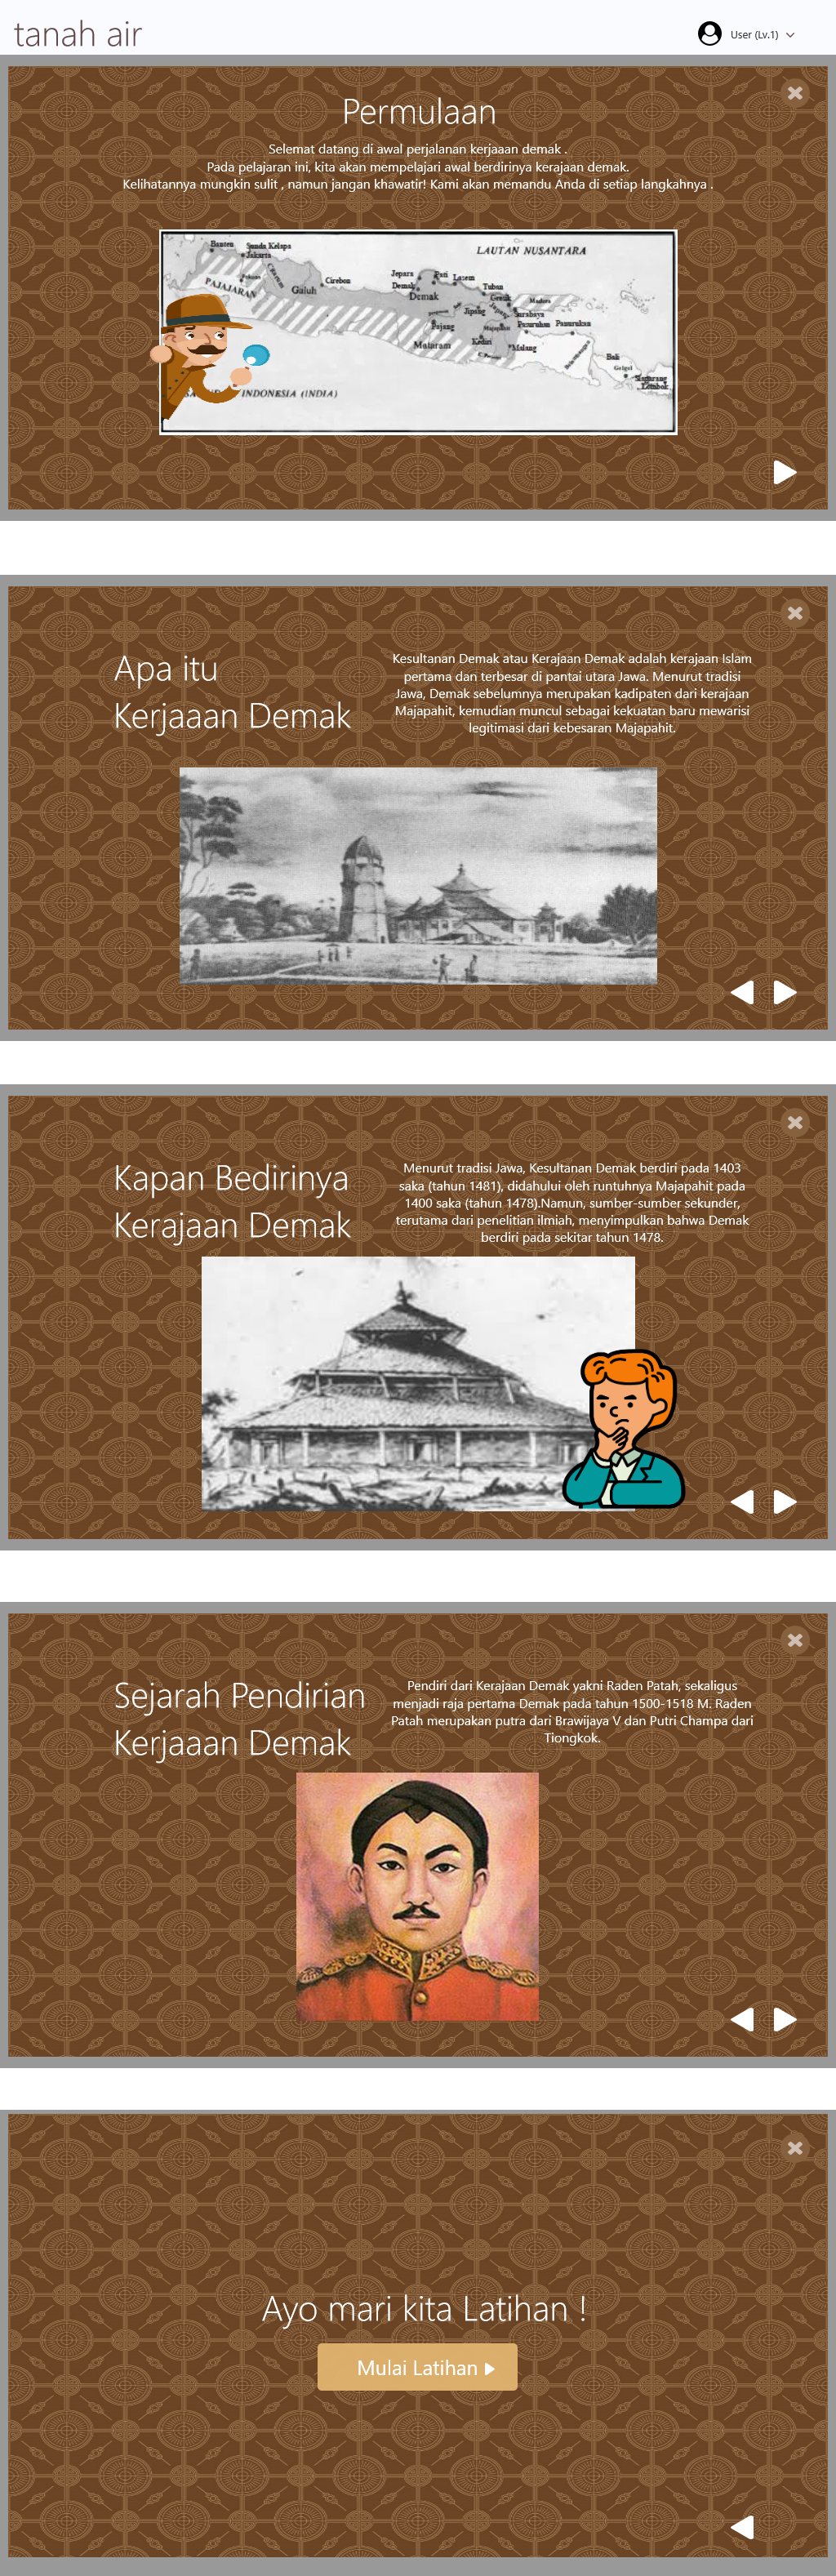 tanah air
User (Lv.1)
Permulaan
Selemat datang di awal perjalanan kerjaaan demak .
Pada pelajaran ini, kita akan mempelajari awal berdirinya kerajaan demak.
Kelihatannya mungkin sulit , namun jangan khawatir! Kami akan memandu Anda di setiap langkahnya .
LAUTAN NUSANTARA
Banten
Sunda Kelapa
Jakarta
PAJAJARAN
Galuh
Cirebon
Jepara
Pati
Lasem
Demak
Demak
Tuban
Gresik
Madura
Surabaya
Jipang
Pajang
Majapahit
Pasuruhan
Panarukan
Mataram
Kediri
Malang
Bali
Gelgel
Lombok
INDONESIA (INDIA)
Apa itu
Kerjaaan Demak
Kesultanan Demak atau Kerajaan Demak adalah kerajaan Islam
pertama dan terbesar di pantai utara Jawa. Menurut tradisi
Jawa, Demak sebelumnya merupakan kadipaten dari kerajaan
Majapahit, kemudian muncul sebagai kekuatan baru mewarisi
legitimasi dari kebesaran Majapahit.
Kapan Bedirinya
Kerajaan Demak
Menurut tradisi Jawa, Kesultanan Demak berdiri pada 1403
saka (tahun 1481), didahului oleh runtuhnya Majapahit pada
1400 saka (tahun 1478).Namun, sumber-sumber sekunder,
terutama dari penelitian ilmiah, menyimpulkan bahwa Demak
berdiri pada sekitar tahun 1478.
Sejarah Pendirian
Kerjaaan Demak
Pendiri dari Kerajaan Demak yakni Raden Patah, sekaligus
menjadi raja pertama Demak pada tahun 1500-1518 M. Raden
Patah merupakan putra dari Brawijaya V dan Putri Champa dari
Tiongkok.
Ayo mari kita Latihan !
Mulai Latihan